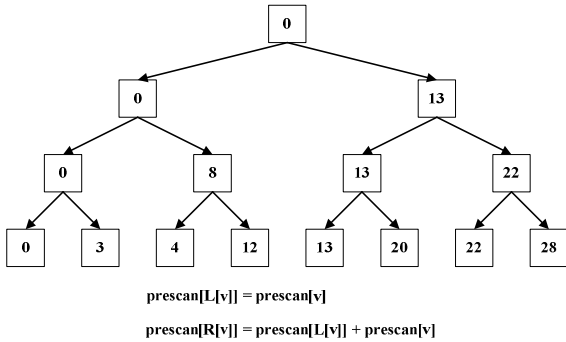 0
0 13
0 8 13 22
0 3 4 12 13 20 22 28
prescan[L[v]] = prescan[v]
prescan[R[v]] = prescan[L[v]] + prescan[v]